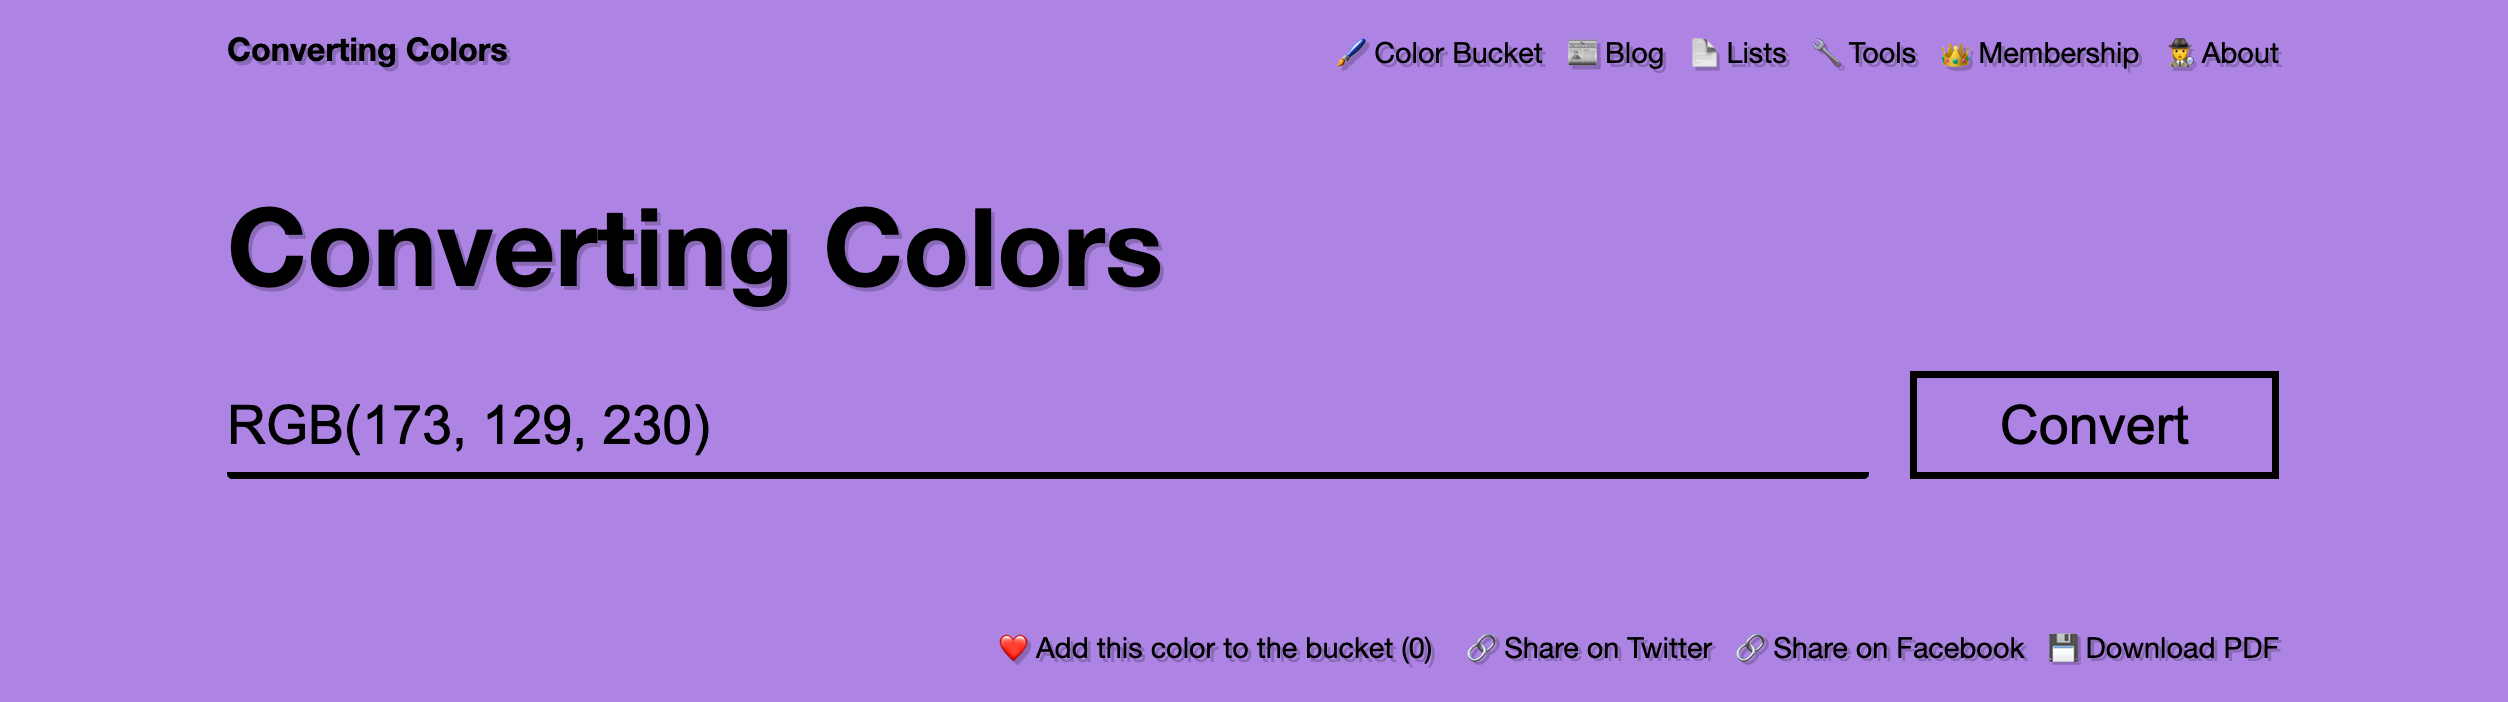 Converting Colors
Color Bucket Blog Lists Tools Membership About
Converting Colors
RGB(173, 129, 230)
Convert
Add this color to the bucket (0) Share on Twitter Share on Facebook Download PDF